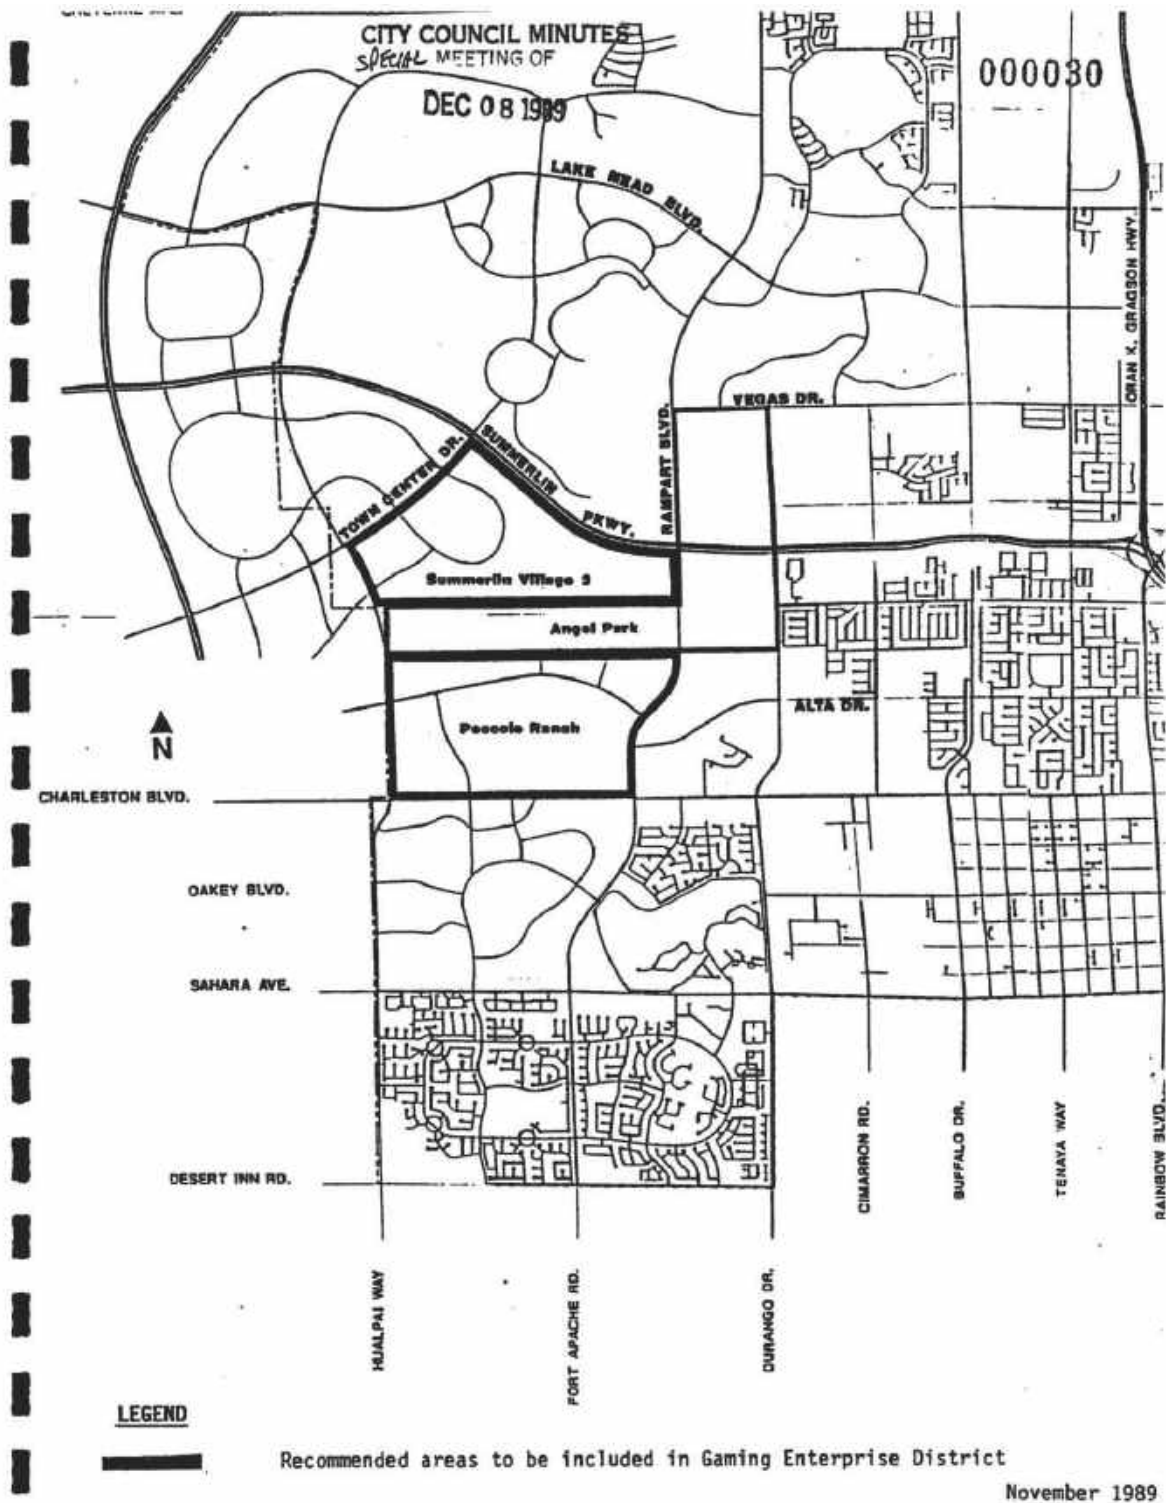 CITY COUNCIL MINUTES
SPECIAL MEETING OF
DEC 08 1989
000030
LAKE MEAD BLVD.
ORAN K. GRAGSON HWY.
VEGAS DR.
RAMPART BLVD.
TOWN CENTER DR.
SUMMERLIN PKWY.
Summerlin Village 3
Angel Park
ALTA DR.
Peccole Ranch
N
CHARLESTON BLVD.
OAKEY BLVD.
SAHARA AVE.
DESERT INN RD.
CIMARRON RD.
BUFFALO DR.
TENAYA WAY
RAINBOW BLVD.
HUALPAI WAY
FORT APACHE RD.
DURANGO DR.
LEGEND
Recommended areas to be included in Gaming Enterprise District
November 1989